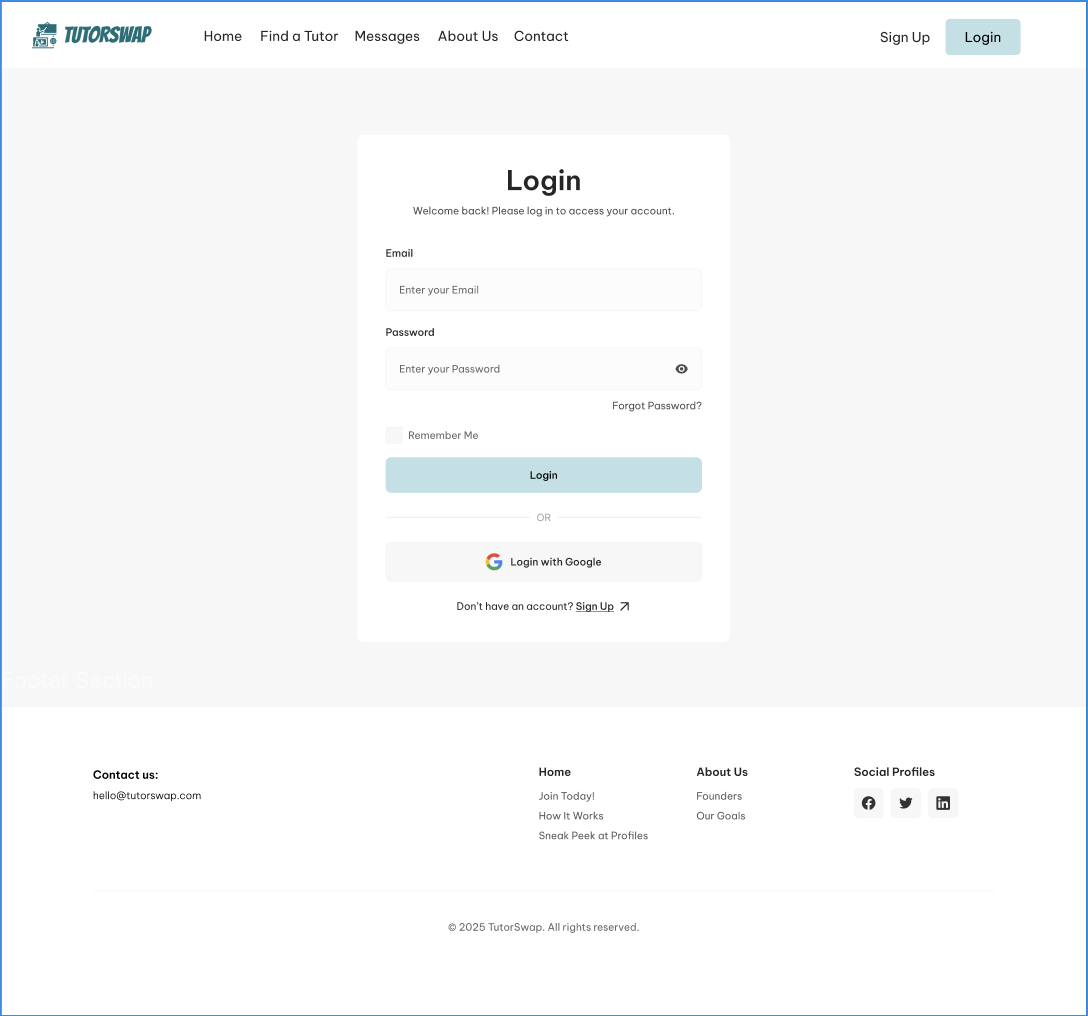 TUTORSWAP
Home Find a Tutor Messages About Us Contact Sign Up Login
Login
Welcome back! Please log in to access your account.
Email
Enter your Email
Password
Enter your Password
Forgot Password?
Remember Me
Login
OR
Login with Google
Don't have an account? Sign Up
Footer Section
Contact us:
hello@tutorswap.com
Home
Join Today!
How It Works
Sneak Peek at Profiles
About Us
Founders
Our Goals
Social Profiles
© 2025 TutorSwap. All rights reserved.